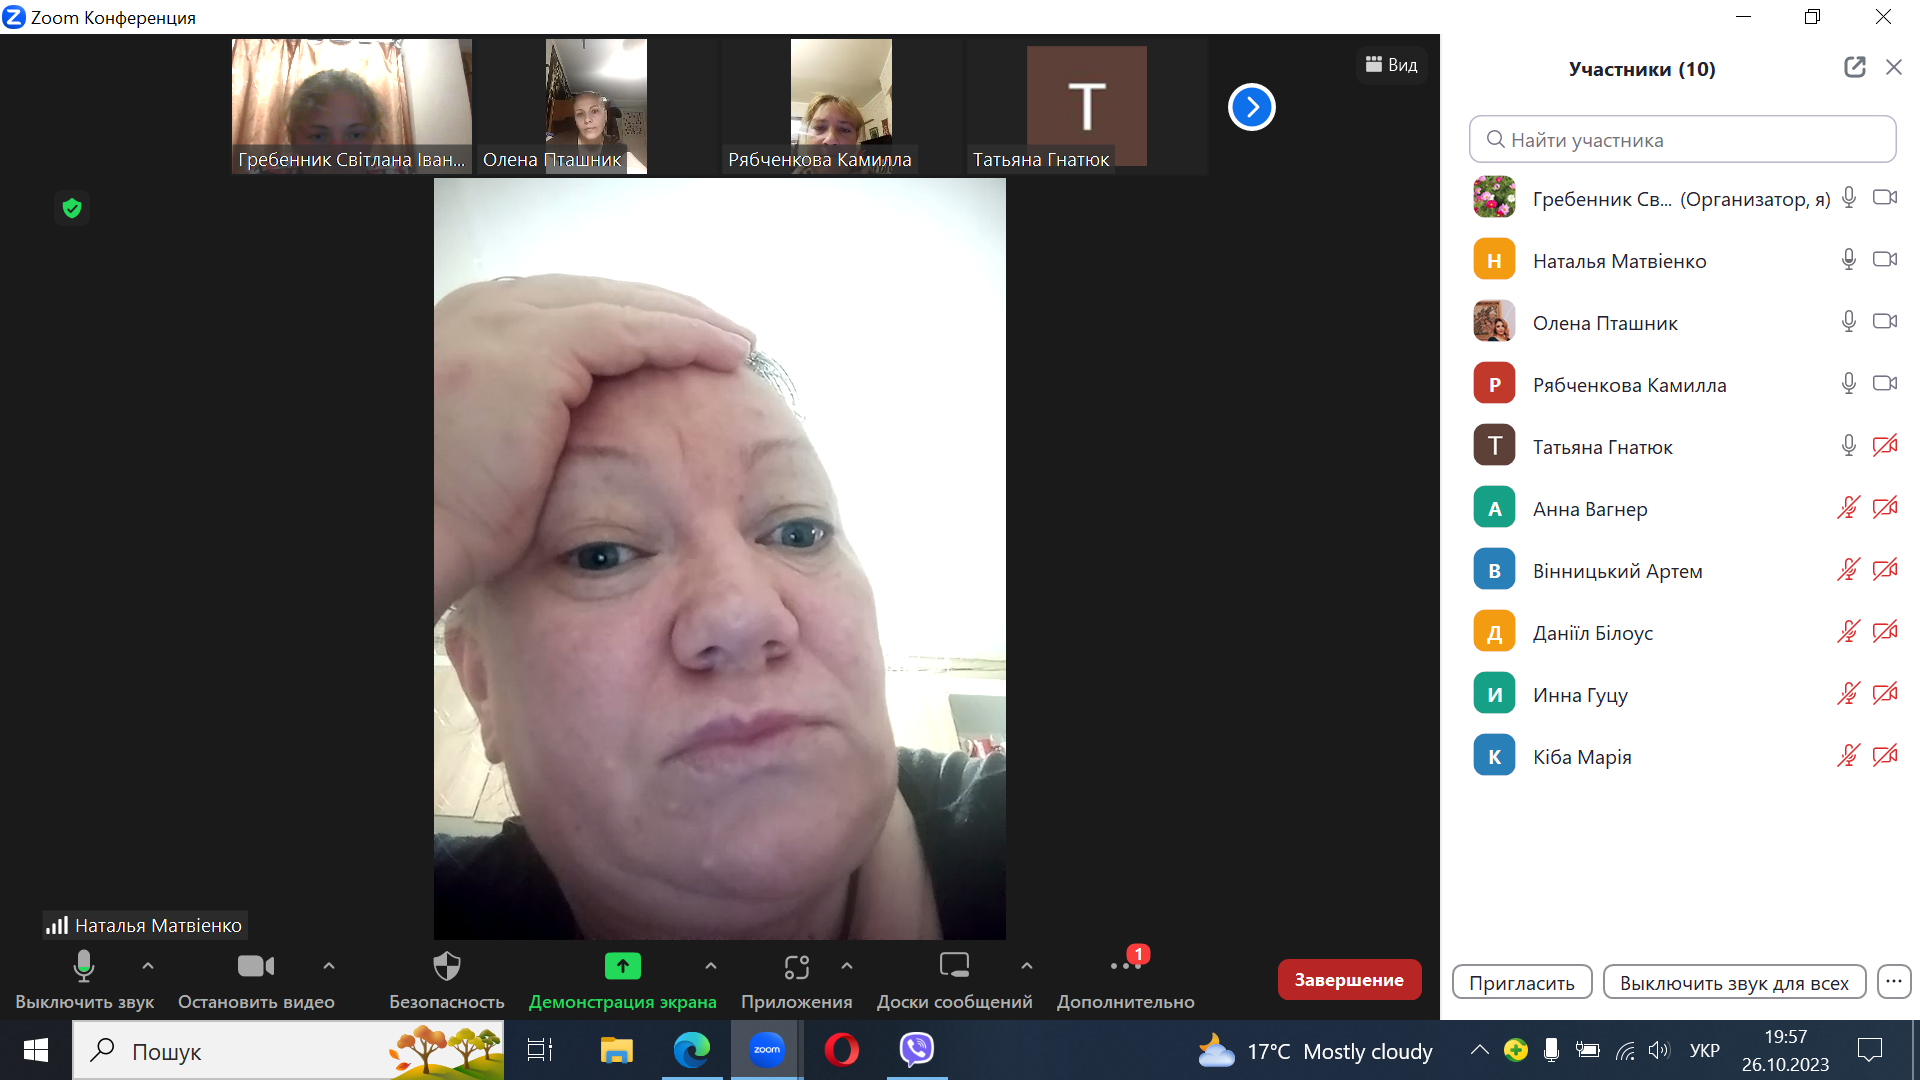 Zoom Конференция
Гребенник Світлана Іван...
Олена Пташник
Рябченкова Камилла
T
Татьяна Гнатюк
Вид
Наталья Матвіенко
Выключить звук
Остановить видео
Безопасность
Демонстрация экрана
Приложения
Доски сообщений
1
Дополнительно
Завершение
Участники (10)
Найти участника
Гребенник Св... (Организатор, я)
Н Наталья Матвіенко
Олена Пташник
Р Рябченкова Камилла
Т Татьяна Гнатюк
А Анна Вагнер
В Вінницький Артем
Д Данііл Білоус
И Инна Гуцу
К Кіба Марія
Пригласить
Выключить звук для всех
...
Пошук
zoom
17°C Mostly cloudy
УКР
19:57
26.10.2023